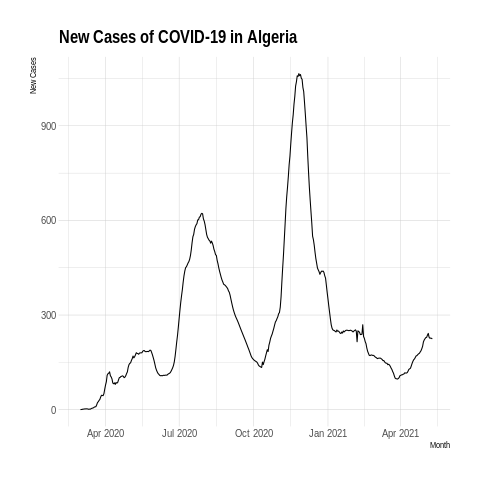 New Cases of COVID-19 in Algeria
New Cases
900
600
300
0
Apr 2020 Jul 2020 Oct 2020 Jan 2021 Apr 2021
Month